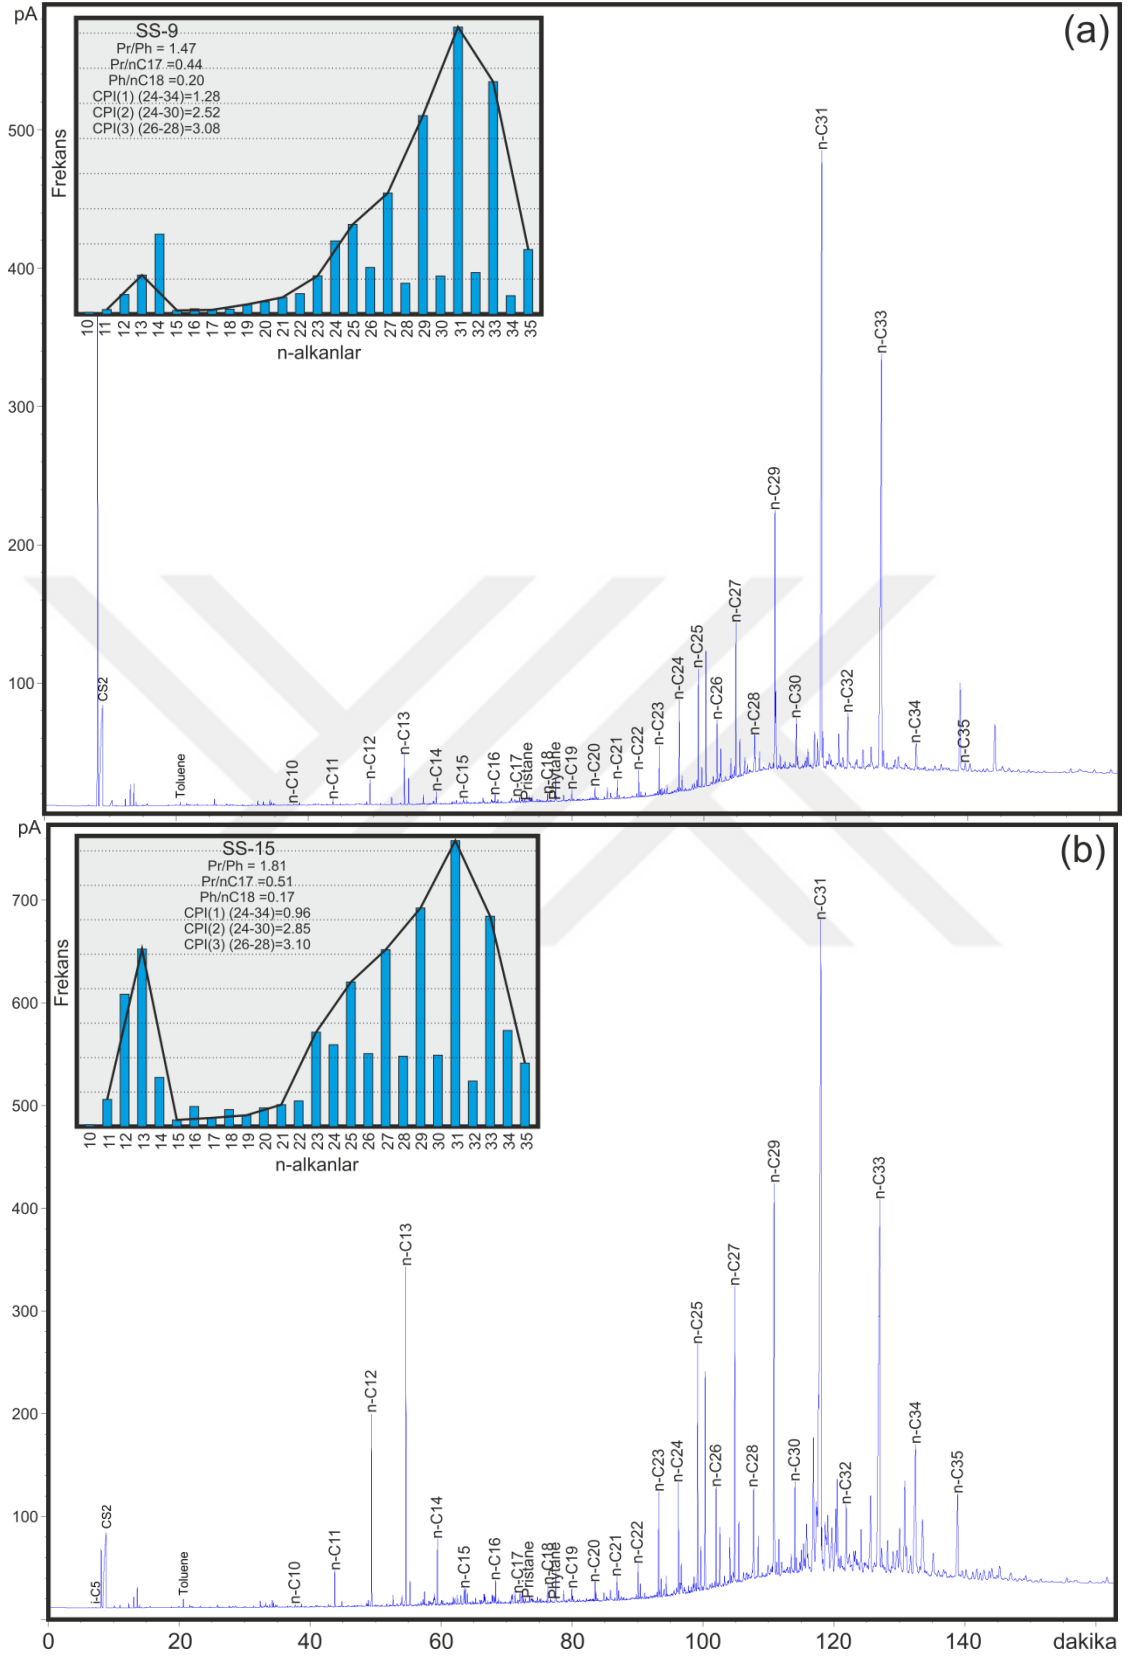 pA
(a)
SS-9
Pr/Ph = 1.47
Pr/nC17 =0.44
Ph/nC18 =0.20
CPI(1) (24-34)=1.28
CPI(2) (24-30)=2.52
CPI(3) (26-28)=3.08
Frekans
10 11 12 13 14 15 16 17 18 19 20 21 22 23 24 25 26 27 28 29 30 31 32 33 34 35
n-alkanlar
500
400
300
200
100
CS2
Toluene
n-C10
n-C11
n-C12
n-C13
n-C14
n-C15
n-C16
n-C17
Pristane
n-C18
Phytane
n-C19
n-C20
n-C21
n-C22
n-C23
n-C24
n-C25
n-C26
n-C27
n-C28
n-C29
n-C30
n-C31
n-C32
n-C33
n-C34
n-C35
pA
(b)
SS-15
Pr/Ph = 1.81
Pr/nC17 =0.51
Ph/nC18 =0.17
CPI(1) (24-34)=0.96
CPI(2) (24-30)=2.85
CPI(3) (26-28)=3.10
Frekans
10 11 12 13 14 15 16 17 18 19 20 21 22 23 24 25 26 27 28 29 30 31 32 33 34 35
n-alkanlar
700
600
500
400
300
200
100
i-C5
CS2
Toluene
n-C10
n-C11
n-C12
n-C13
n-C14
n-C15
n-C16
n-C17
Pristane
n-C18
Phytane
n-C19
n-C20
n-C21
n-C22
n-C23
n-C24
n-C25
n-C26
n-C27
n-C28
n-C29
n-C30
n-C31
n-C32
n-C33
n-C34
n-C35
0 20 40 60 80 100 120 140 dakika